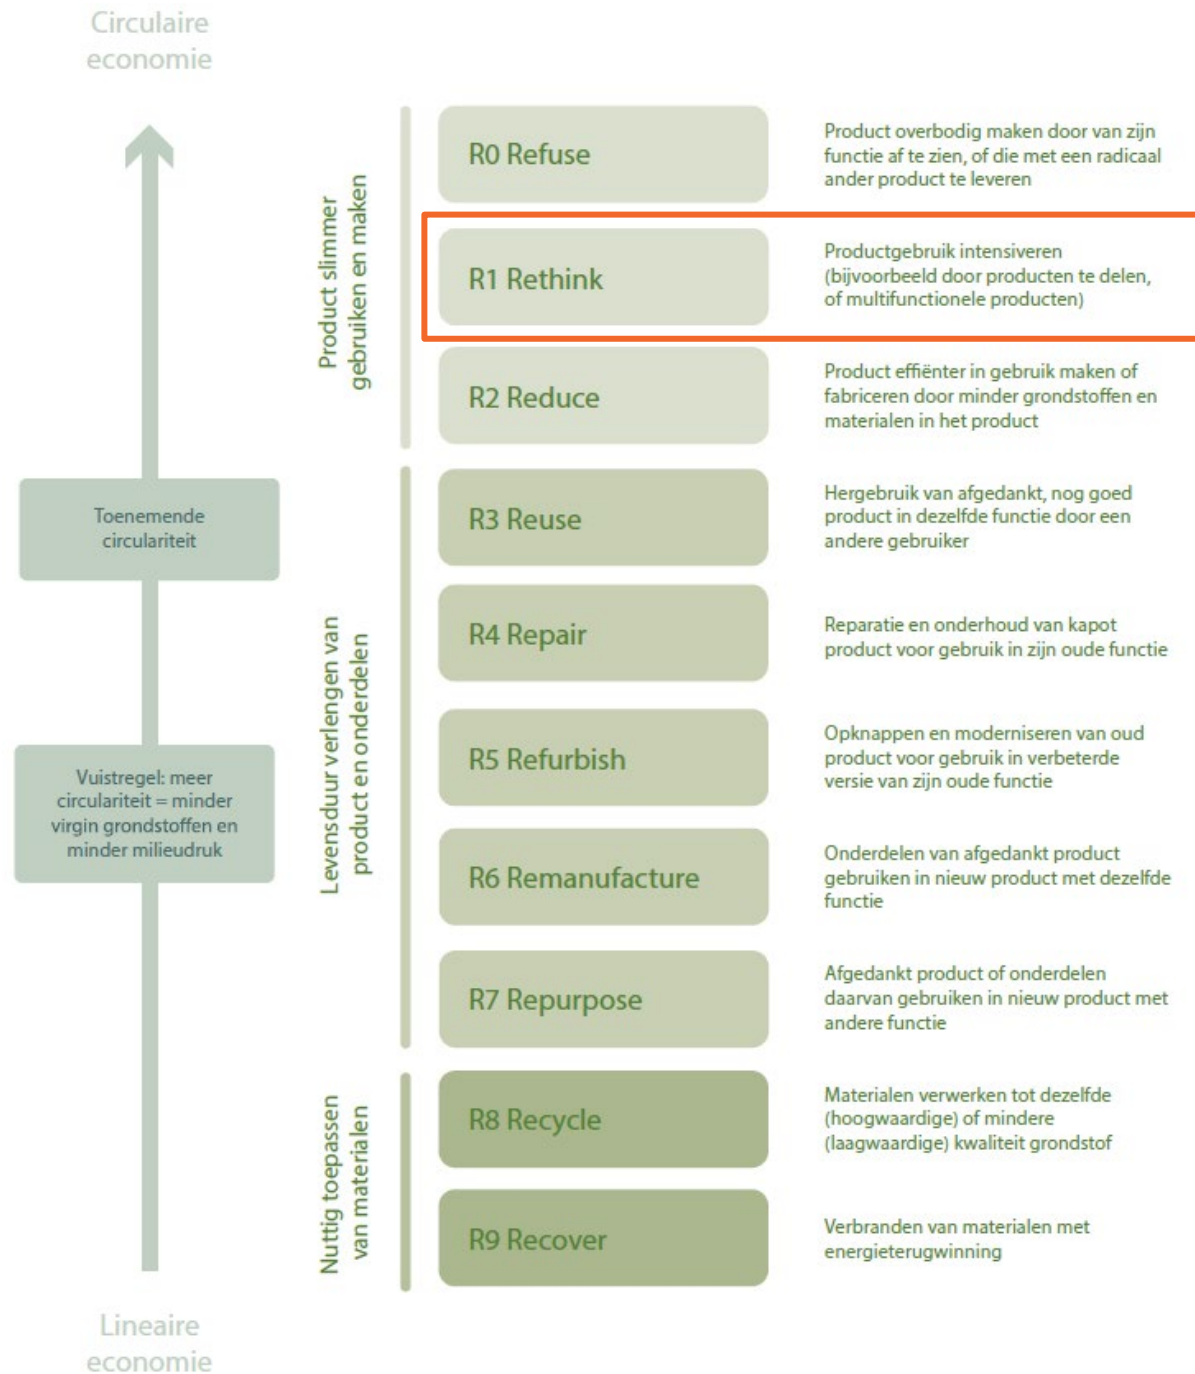 Circulaire
economie
Toenemende
circulariteit
Vuistregel: meer
circulariteit = minder
virgin grondstoffen en
minder milieudruk
Lineaire
economie
Product slimmer
gebruiken en maken
R0 Refuse
Product overbodig maken door van zijn
functie af te zien, of die met een radicaal
ander product te leveren
R1 Rethink
Productgebruik intensiveren
(bijvoorbeeld door producten te delen,
of multifunctionele producten)
R2 Reduce
Product effiënter in gebruik maken of
fabriceren door minder grondstoffen en
materialen in het product
Levensduur verlengen van
product en onderdelen
R3 Reuse
Hergebruik van afgedankt, nog goed
product in dezelfde functie door een
andere gebruiker
R4 Repair
Reparatie en onderhoud van kapot
product voor gebruik in zijn oude functie
R5 Refurbish
Opknappen en moderniseren van oud
product voor gebruik in verbeterde
versie van zijn oude functie
R6 Remanufacture
Onderdelen van afgedankt product
gebruiken in nieuw product met dezelfde
functie
R7 Repurpose
Afgedankt product of onderdelen
daarvan gebruiken in nieuw product met
andere functie
Nuttig toepassen
van materialen
R8 Recycle
Materialen verwerken tot dezelfde
(hoogwaardige) of mindere
(laagwaardige) kwaliteit grondstof
R9 Recover
Verbranden van materialen met
energieterugwinning